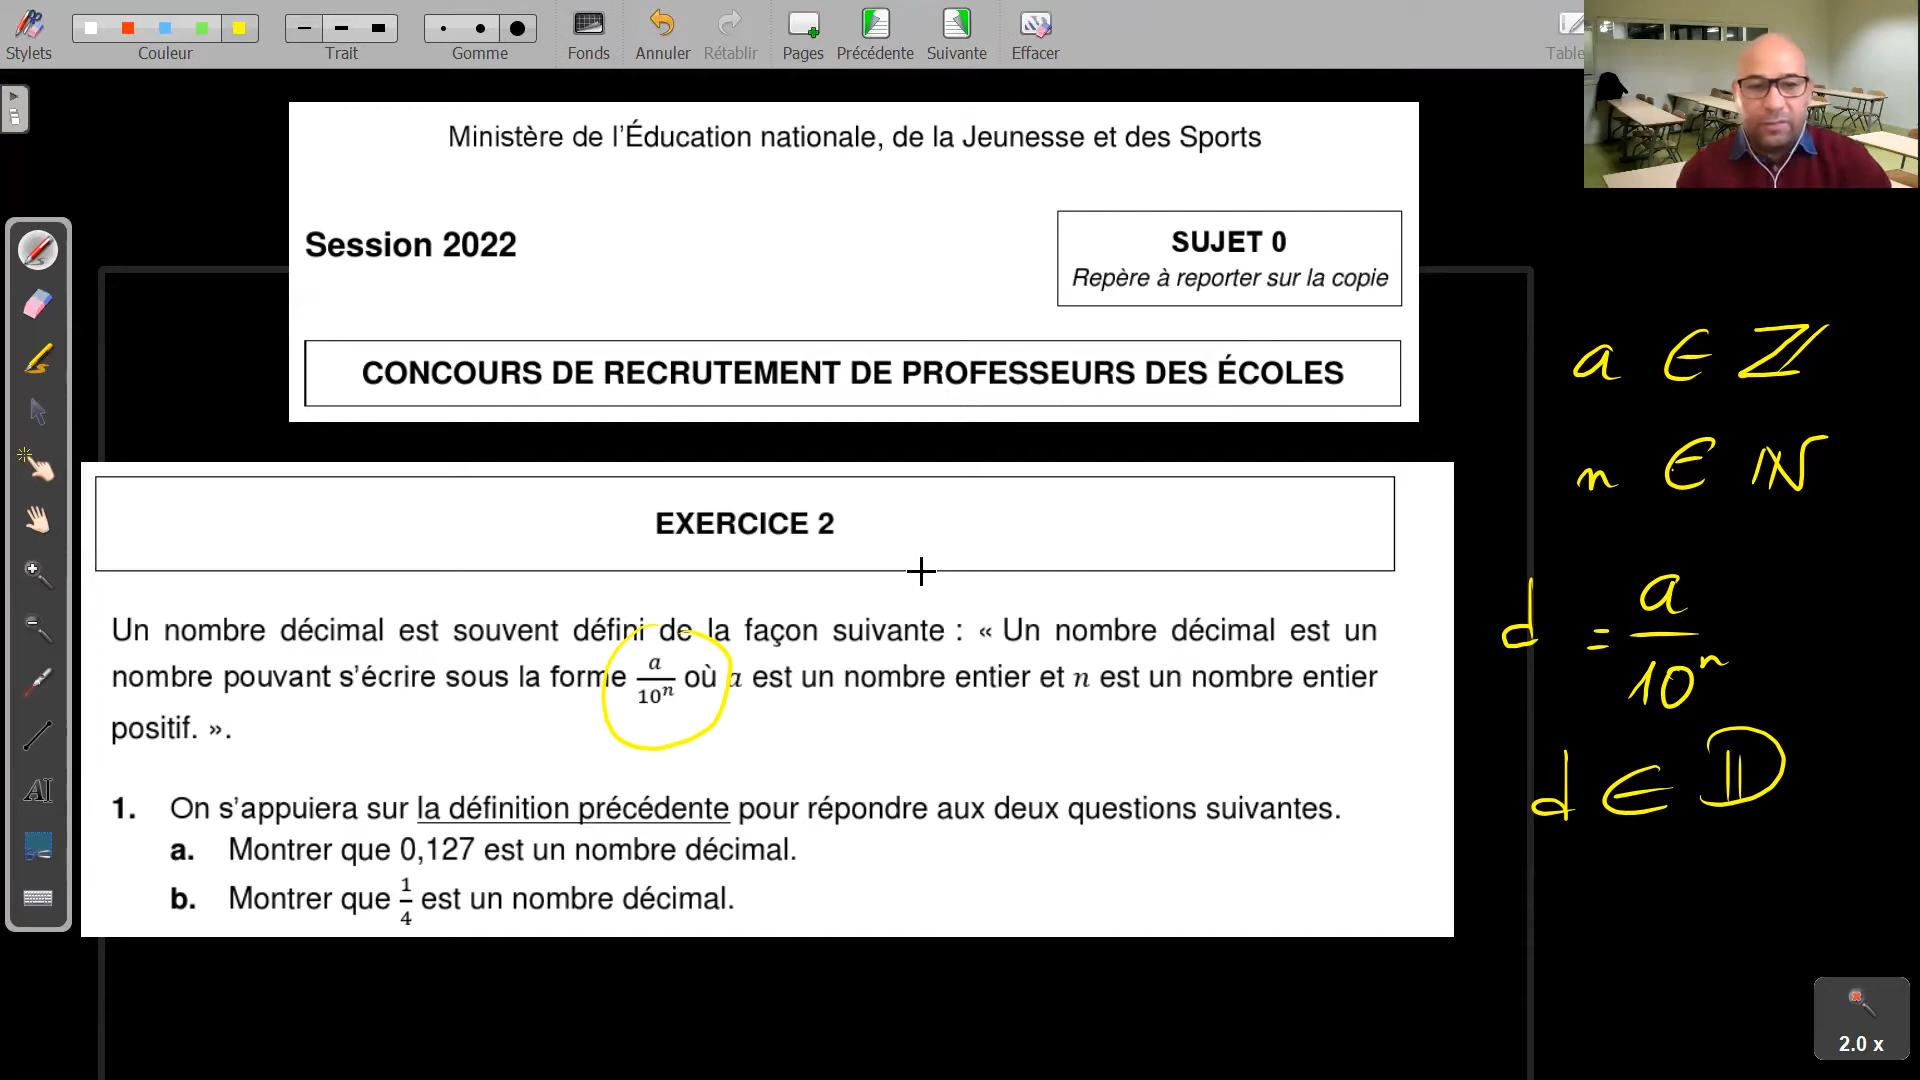 Stylets Couleur Trait Gomme Fonds Annuler Rétablir Pages Précédente Suivante Effacer
Ministère de l'Éducation nationale, de la Jeunesse et des Sports
Session 2022
SUJET 0
Repère à reporter sur la copie
CONCOURS DE RECRUTEMENT DE PROFESSEURS DES ÉCOLES
EXERCICE 2
Un nombre décimal est souvent défini de la façon suivante : « Un nombre décimal est un
nombre pouvant s'écrire sous la forme a/10ⁿ où a est un nombre entier et n est un nombre entier
positif. ».
1. On s'appuiera sur la définition précédente pour répondre aux deux questions suivantes.
a. Montrer que 0,127 est un nombre décimal.
b. Montrer que 1/4 est un nombre décimal.
a ∈ ℤ
n ∈ ℕ
d = a/10ⁿ
d ∈ 𝔻
AI
2.0 x